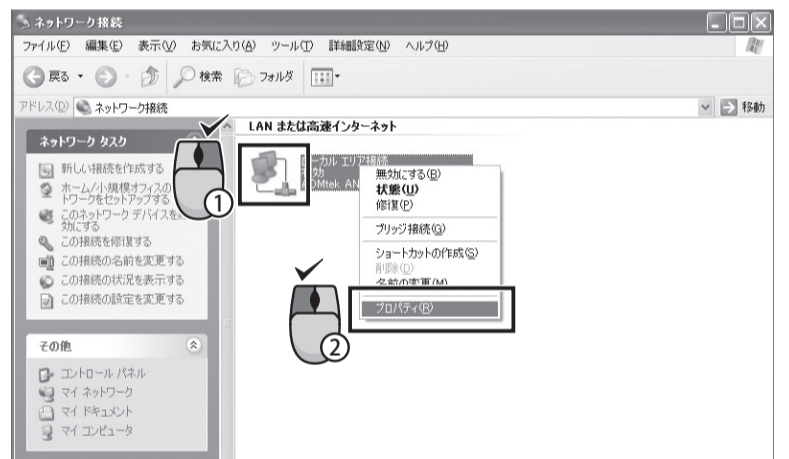 ネットワーク接続
ファイル(F) 編集(E) 表示(V) お気に入り(A) ツール(T) 詳細設定(N) ヘルプ(H)
戻る 検索 フォルダ
アドレス(D) ネットワーク接続 移動
ネットワーク タスク
新しい接続を作成する
ホーム/小規模オフィスの
トワークをセットアップする
このネットワーク デバイスを
効にする
この接続を修復する
この接続の名前を変更する
この接続の状況を表示する
この接続の設定を変更する
その他
コントロール パネル
マイ ネットワーク
マイ ドキュメント
マイ コンピュータ
LAN または高速インターネット
ーカル エリア接続
効
OMtek AN
無効にする(B)
状態(U)
修復(P)
ブリッジ接続(G)
ショートカットの作成(S)
削除(D)
名前の変更(M)
プロパティ(R)
1
2